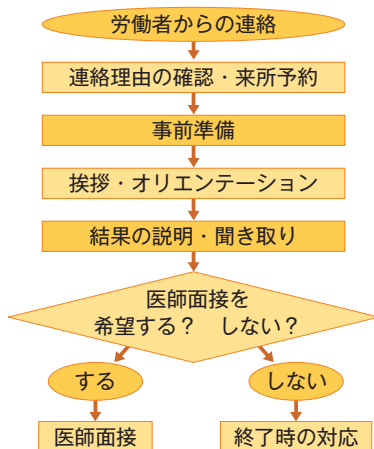 労働者からの連絡
連絡理由の確認・来所予約
事前準備
挨拶・オリエンテーション
結果の説明・聞き取り
医師面接を
希望する？　しない？
する
しない
医師面接
終了時の対応